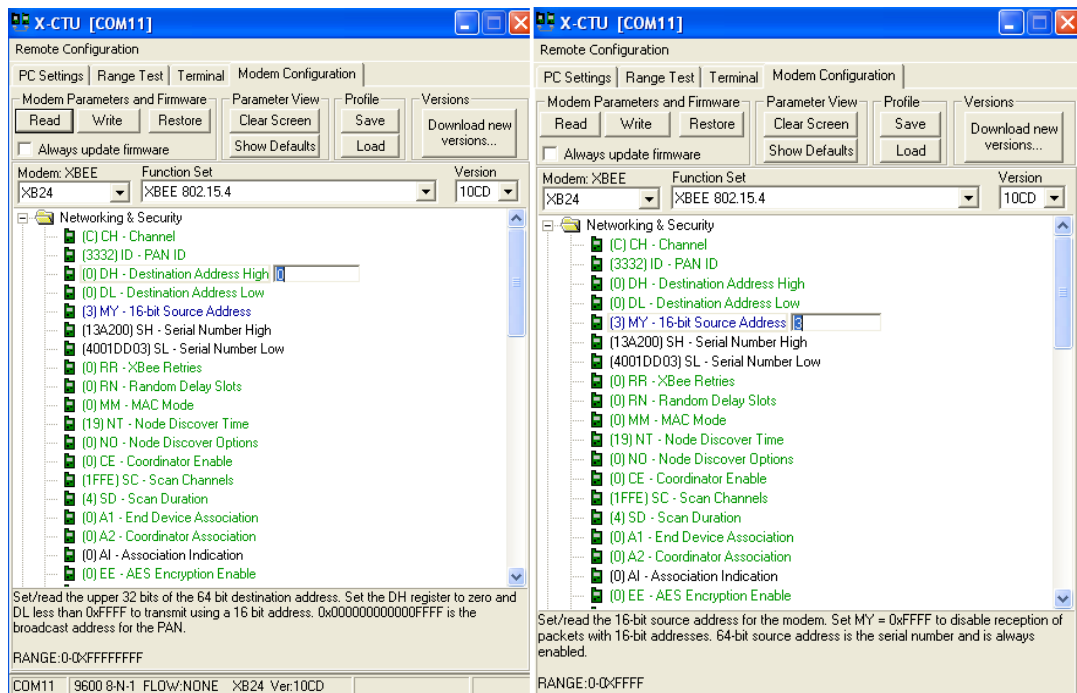 X-CTU [COM11]
Remote Configuration
PC Settings Range Test Terminal Modem Configuration
Modem Parameters and Firmware Parameter View Profile Versions
Read Write Restore Clear Screen Save Download new versions...
Always update firmware Show Defaults Load
Modem: XBEE Function Set Version
XB24 XBEE 802.15.4 10CD
Networking & Security
(C) CH - Channel
(3332) ID - PAN ID
(0) DH - Destination Address High 0
(0) DL - Destination Address Low
(3) MY - 16-bit Source Address
(13A200) SH - Serial Number High
(4001DD03) SL - Serial Number Low
(0) RR - XBee Retries
(0) RN - Random Delay Slots
(0) MM - MAC Mode
(19) NT - Node Discover Time
(0) NO - Node Discover Options
(0) CE - Coordinator Enable
(1FFE) SC - Scan Channels
(4) SD - Scan Duration
(0) A1 - End Device Association
(0) A2 - Coordinator Association
(0) AI - Association Indication
(0) EE - AES Encryption Enable
Set/read the upper 32 bits of the 64 bit destination address. Set the DH register to zero and
DL less than 0xFFFF to transmit using a 16 bit address. 0x000000000000FFFF is the
broadcast address for the PAN.
RANGE:0-0XFFFFFFFF
COM11 9600 8-N-1 FLOW:NONE XB24 Ver:10CD
X-CTU [COM11]
Remote Configuration
PC Settings Range Test Terminal Modem Configuration
Modem Parameters and Firmware Parameter View Profile Versions
Read Write Restore Clear Screen Save Download new versions...
Always update firmware Show Defaults Load
Modem: XBEE Function Set Version
XB24 XBEE 802.15.4 10CD
Networking & Security
(C) CH - Channel
(3332) ID - PAN ID
(0) DH - Destination Address High
(0) DL - Destination Address Low
(3) MY - 16-bit Source Address 3
(13A200) SH - Serial Number High
(4001DD03) SL - Serial Number Low
(0) RR - XBee Retries
(0) RN - Random Delay Slots
(0) MM - MAC Mode
(19) NT - Node Discover Time
(0) NO - Node Discover Options
(0) CE - Coordinator Enable
(1FFE) SC - Scan Channels
(4) SD - Scan Duration
(0) A1 - End Device Association
(0) A2 - Coordinator Association
(0) AI - Association Indication
(0) EE - AES Encryption Enable
Set/read the 16-bit source address for the modem. Set MY = 0xFFFF to disable reception of
packets with 16-bit addresses. 64-bit source address is the serial number and is always
enabled.
RANGE:0-0XFFFF